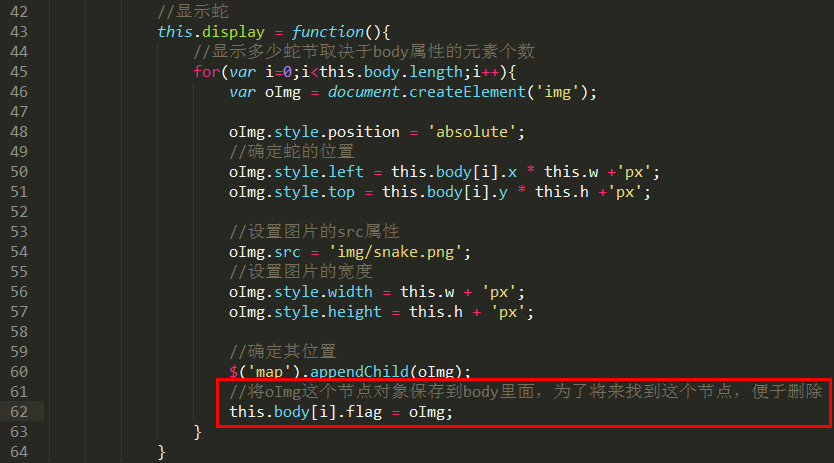 42 //显示蛇
43 this.display = function(){
44 //显示多少蛇节取决于body属性的元素个数
45 for(var i=0;i<this.body.length;i++){
46 var oImg = document.createElement('img');
47
48 oImg.style.position = 'absolute';
49 //确定蛇的位置
50 oImg.style.left = this.body[i].x * this.w +'px';
51 oImg.style.top = this.body[i].y * this.h +'px';
52
53 //设置图片的src属性
54 oImg.src = 'img/snake.png';
55 //设置图片的宽度
56 oImg.style.width = this.w + 'px';
57 oImg.style.height = this.h + 'px';
58
59 //确定其位置
60 $('map').appendChild(oImg);
61 //将oImg这个节点对象保存到body里面，为了将来找到这个节点，便于删除
62 this.body[i].flag = oImg;
63 }
64 }